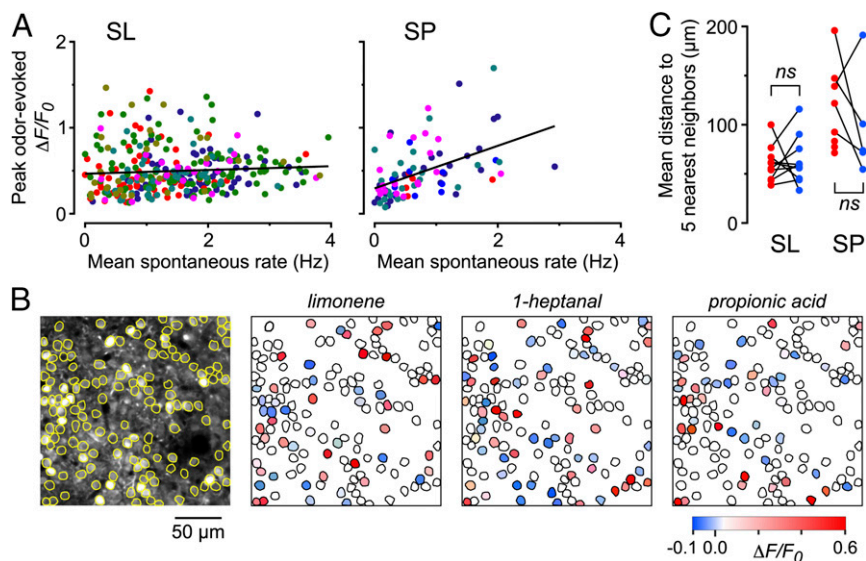 A
SL
SP
Peak odor-evoked
ΔF/F0
2
1
0
0
2
4
0
2
4
Mean spontaneous rate (Hz)
Mean spontaneous rate (Hz)
C
Mean distance to
5 nearest neighbors (µm)
200
100
0
ns
ns
SL
SP
B
limonene
1-heptanal
propionic acid
50 µm
-0.1 0.0
0.6
ΔF/F0